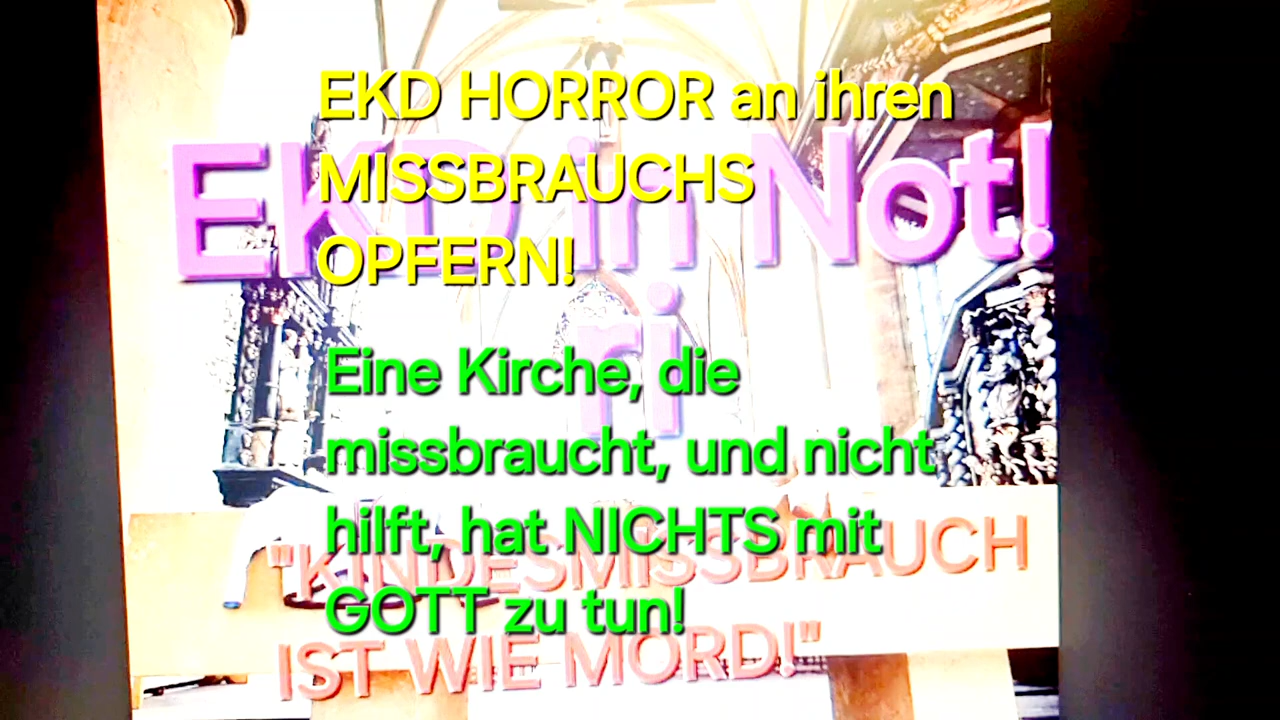 EKD HORROR an ihren
EKD in Not!
MISSBRAUCHS
OPFERN!
ri
Eine Kirche, die
missbraucht, und nicht
hilft, hat NICHTS mit
"KINDESMISSBRAUCH
GOTT zu tun!
IST WIE MORD!"